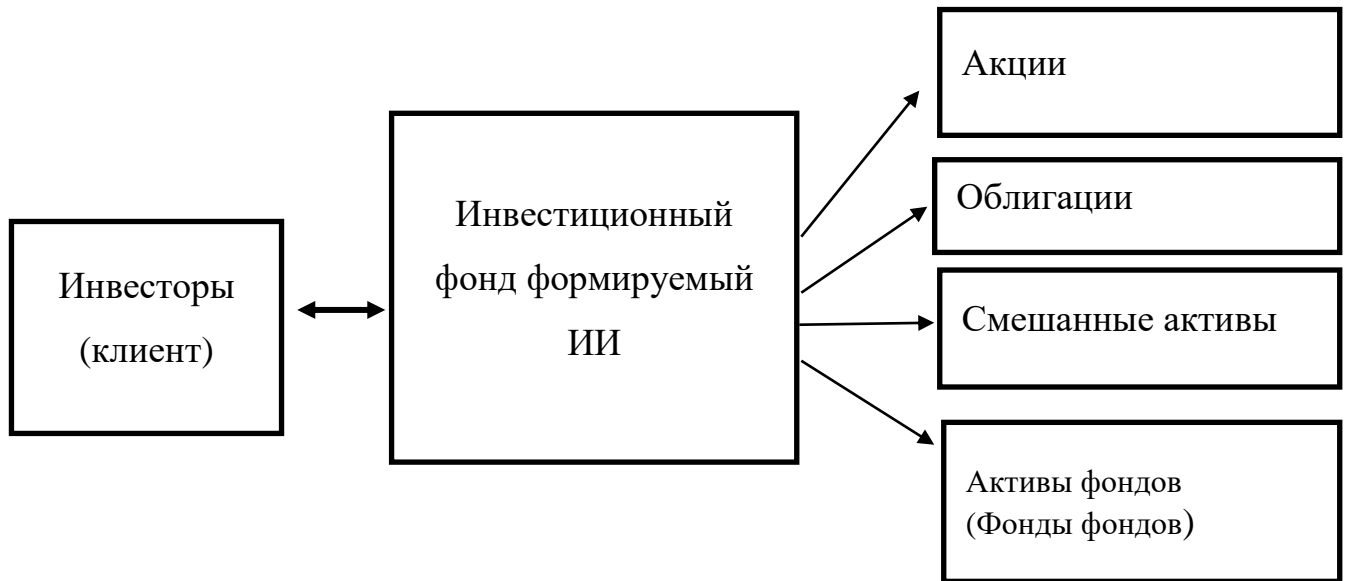 Инвесторы
(клиент)
Инвестиционный
фонд формируемый
ИИ
Акции
Облигации
Смешанные активы
Активы фондов
(Фонды фондов)